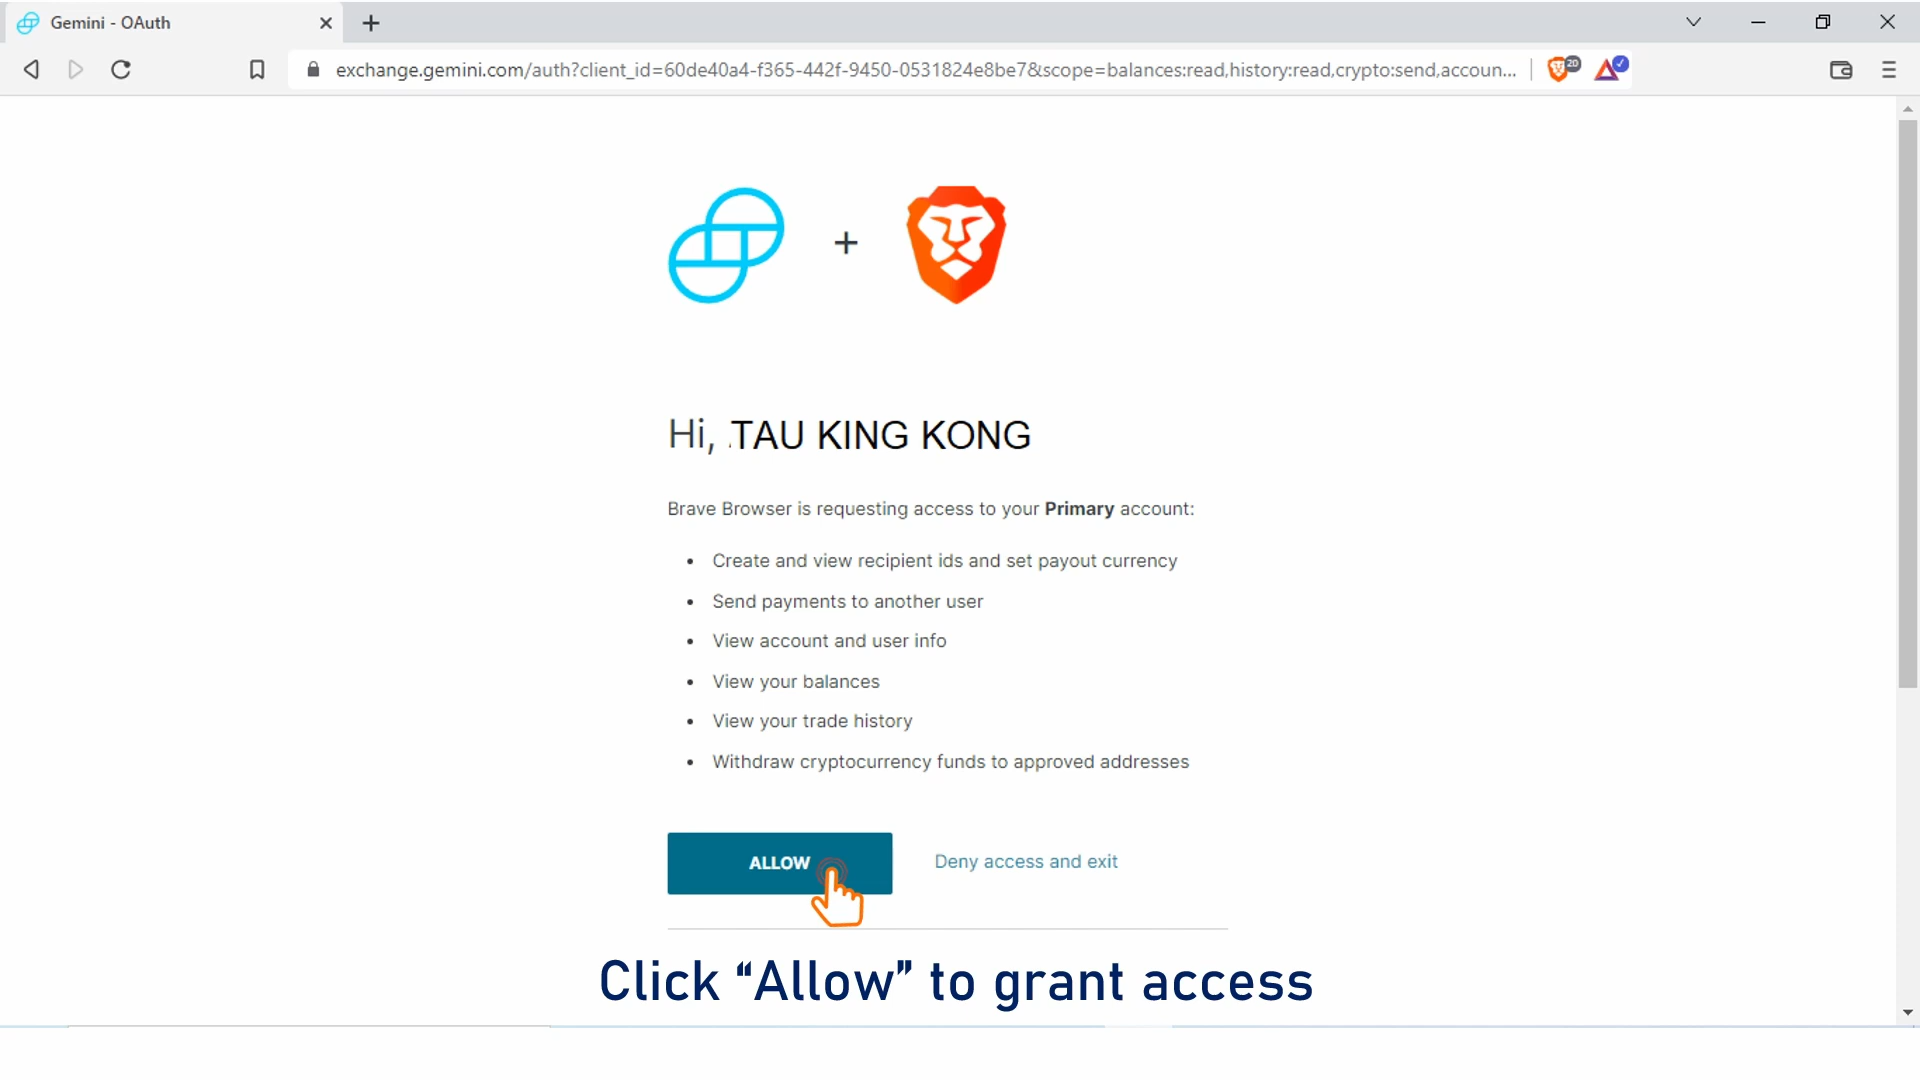 Gemini - OAuth
exchange.gemini.com/auth?client_id=60de40a4-f365-442f-9450-0531824e8be7&scope=balances:read,history:read,crypto:send,accoun...
20
+
Hi, TAU KING KONG
Brave Browser is requesting access to your Primary account:
• Create and view recipient ids and set payout currency
• Send payments to another user
• View account and user info
• View your balances
• View your trade history
• Withdraw cryptocurrency funds to approved addresses
ALLOW
Deny access and exit
Click “Allow” to grant access